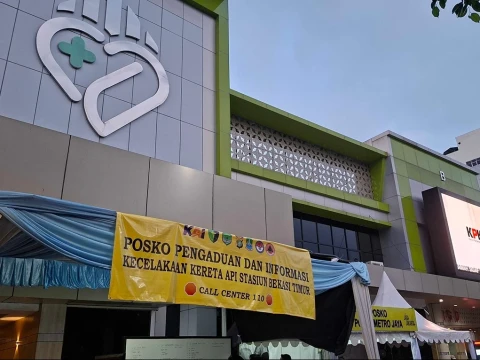 POSKO PENGADUAN DAN INFORMASI
KECELAKAAN KERETA API STASIUN BEKASI TIMUR
CALL CENTER 110
POSKO
METRO JAYA